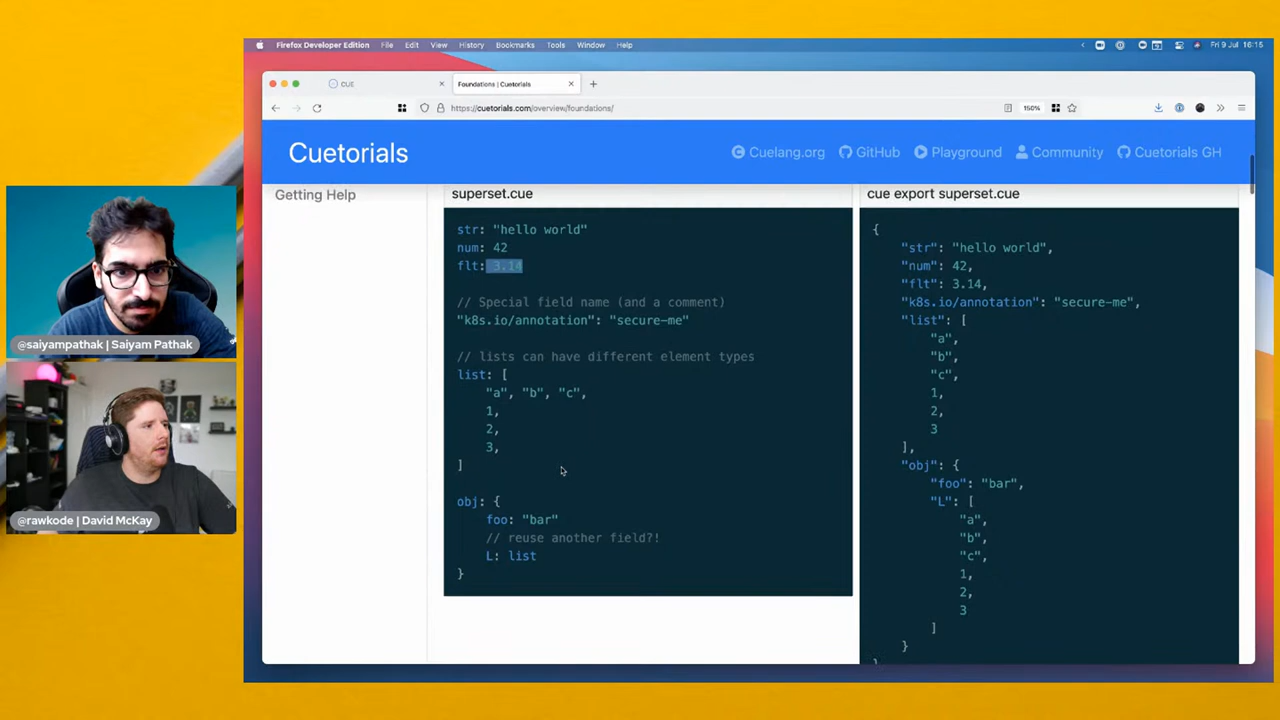 Firefox Developer Edition File Edit View History Bookmarks Tools Window Help
Fri 9 Jul 16:15
CUE
Foundations | Cuetorials
https://cuetorials.com/overview/foundations/
150%
Cuetorials
Cuelang.org GitHub Playground Community Cuetorials GH
Getting Help
superset.cue
str: "hello world"
num: 42
flt: 3.14
// Special field name (and a comment)
"k8s.io/annotation": "secure-me"
// lists can have different element types
list: [
"a", "b", "c",
1,
2,
3,
]
obj: {
foo: "bar"
// reuse another field?!
L: list
}
cue export superset.cue
{
"str": "hello world",
"num": 42,
"flt": 3.14,
"k8s.io/annotation": "secure-me",
"list": [
"a",
"b",
"c",
1,
2,
3
],
"obj": {
"foo": "bar",
"L": [
"a",
"b",
"c",
1,
2,
3
]
}
@saiyampathak | Saiyam Pathak
@rawkode | David McKay